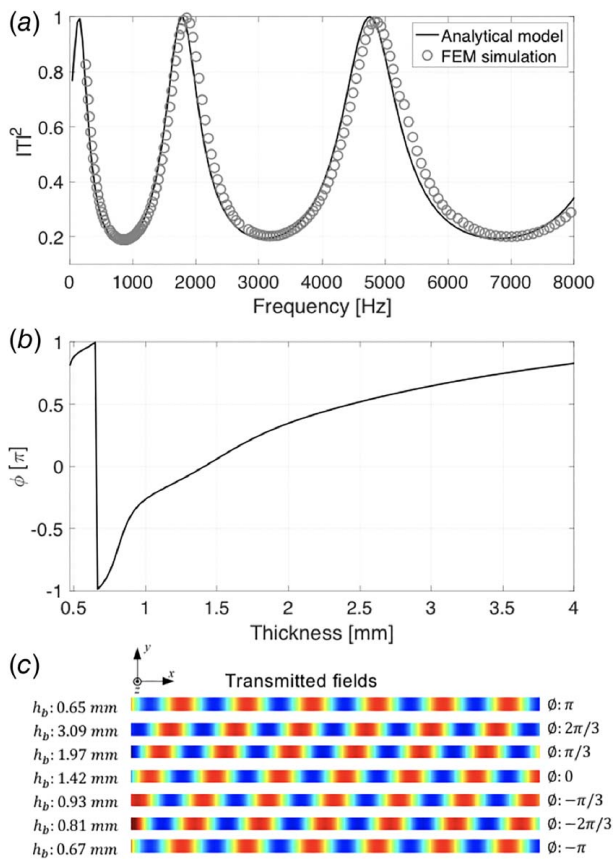 (a)
|T|²
1
0.8
0.6
0.4
0.2
Analytical model
FEM simulation
0 1000 2000 3000 4000 5000 6000 7000 8000
Frequency [Hz]
(b)
ϕ [π]
1
0.5
0
-0.5
-1
0.5 1 1.5 2 2.5 3 3.5 4
Thickness [mm]
(c)
y
x
z
Transmitted fields
h_b: 0.65 mm Ø: π
h_b: 3.09 mm Ø: 2π/3
h_b: 1.97 mm Ø: π/3
h_b: 1.42 mm Ø: 0
h_b: 0.93 mm Ø: −π/3
h_b: 0.81 mm Ø: −2π/3
h_b: 0.67 mm Ø: −π